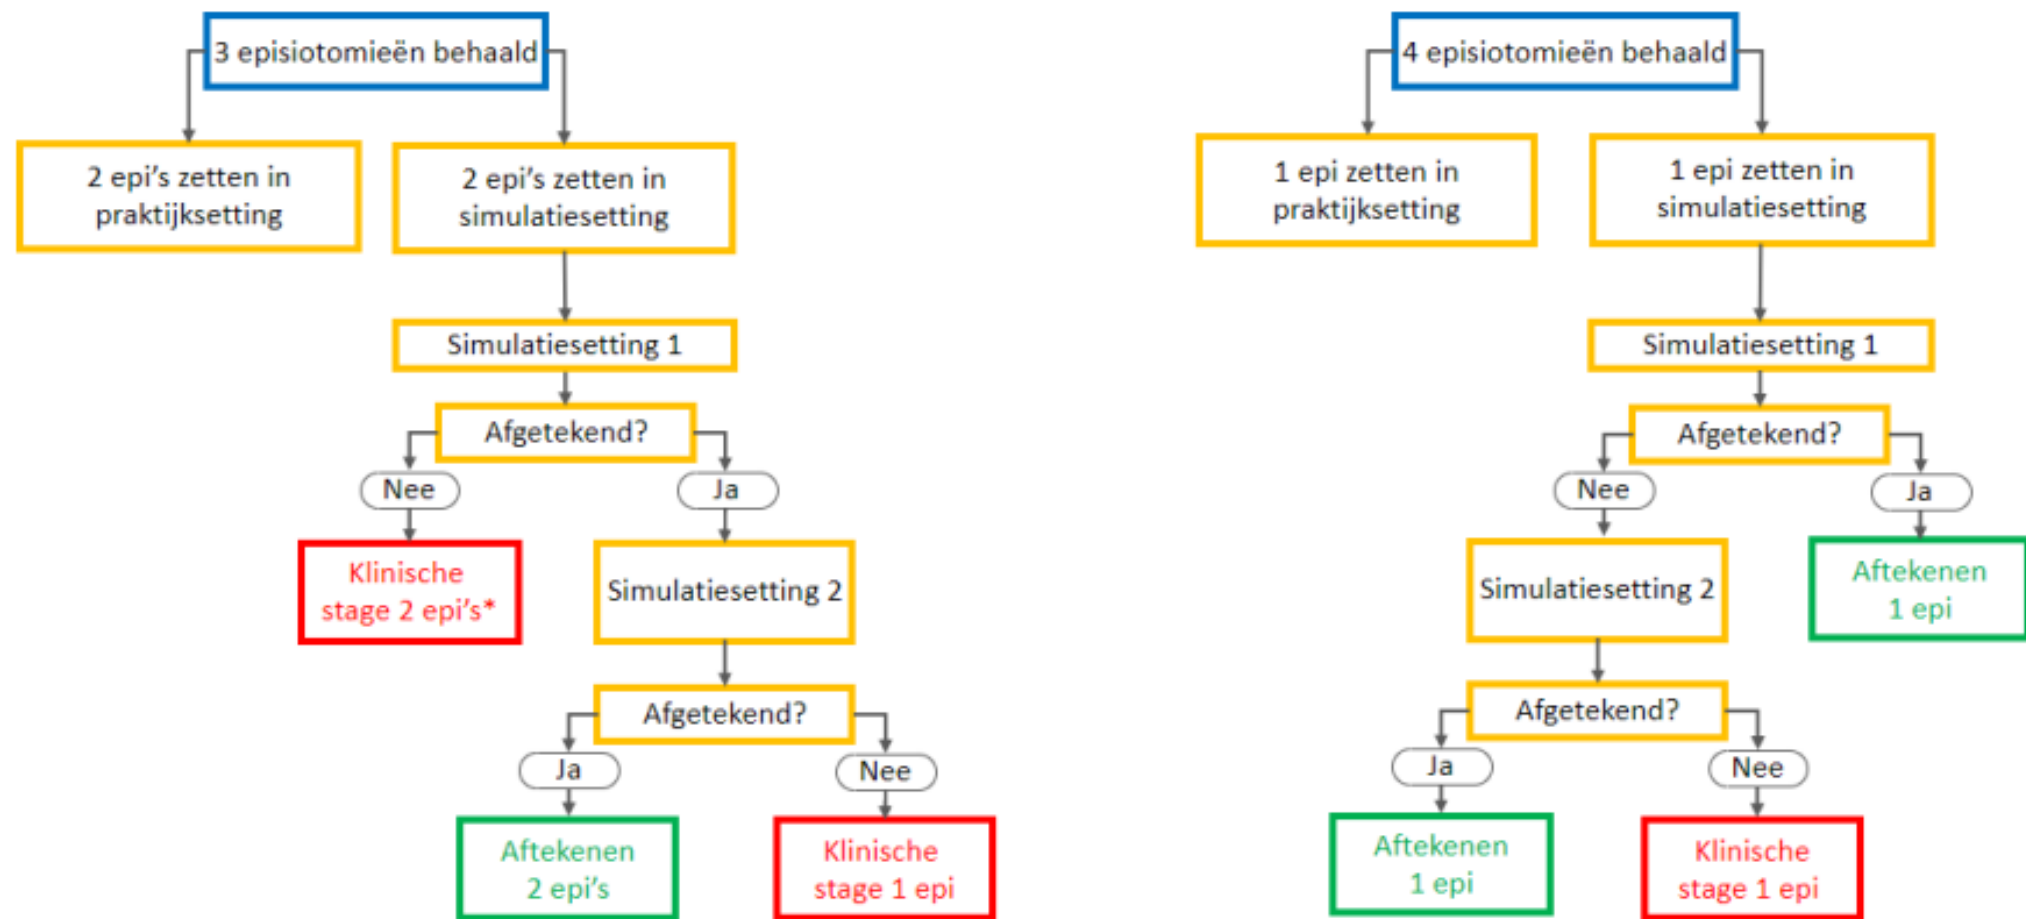 3 episiotomieën behaald
2 epi's zetten in
praktijksetting
2 epi's zetten in
simulatiesetting
Simulatiesetting 1
Afgetekend?
Nee
Ja
Klinische
stage 2 epi's*
Simulatiesetting 2
Afgetekend?
Ja
Nee
Aftekenen
2 epi's
Klinische
stage 1 epi
4 episiotomieën behaald
1 epi zetten in
praktijksetting
1 epi zetten in
simulatiesetting
Simulatiesetting 1
Afgetekend?
Nee
Ja
Simulatiesetting 2
Aftekenen
1 epi
Afgetekend?
Ja
Nee
Aftekenen
1 epi
Klinische
stage 1 epi